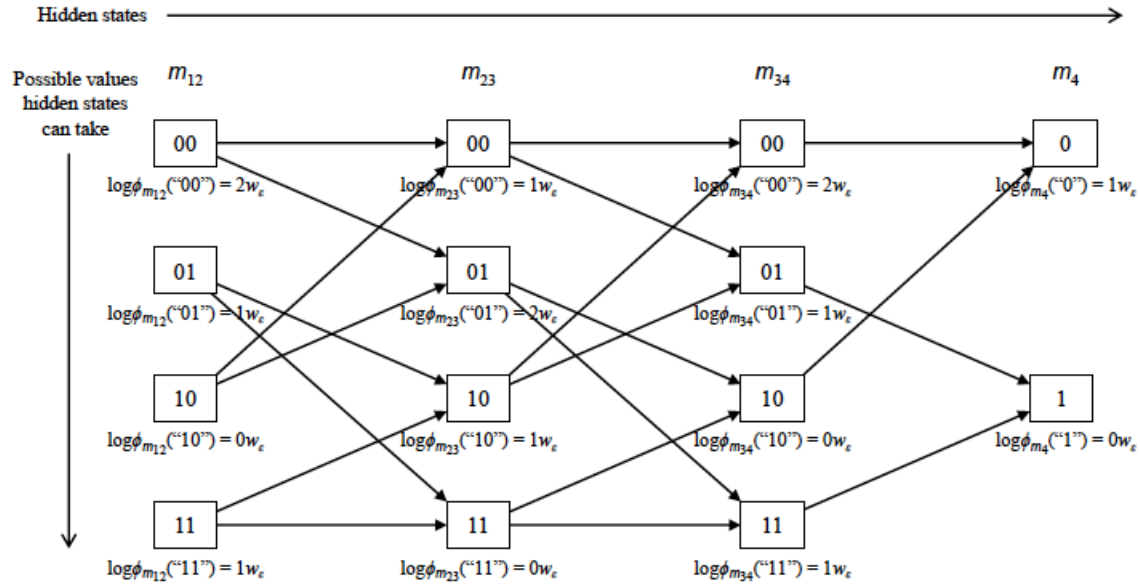 Hidden states
Possible values
hidden states
can take
m₁₂ m₂₃ m₃₄ m₄
00 00 00 0
logϕₘ₁₂(“00”) = 2wε logϕₘ₂₃(“00”) = 1wε logϕₘ₃₄(“00”) = 2wε logϕₘ₄(“0”) = 1wε
01 01 01
logϕₘ₁₂(“01”) = 1wε logϕₘ₂₃(“01”) = 2wε logϕₘ₃₄(“01”) = 1wε
10 10 10 1
logϕₘ₁₂(“10”) = 0wε logϕₘ₂₃(“10”) = 1wε logϕₘ₃₄(“10”) = 0wε logϕₘ₄(“1”) = 0wε
11 11 11
logϕₘ₁₂(“11”) = 1wε logϕₘ₂₃(“11”) = 0wε logϕₘ₃₄(“11”) = 1wε